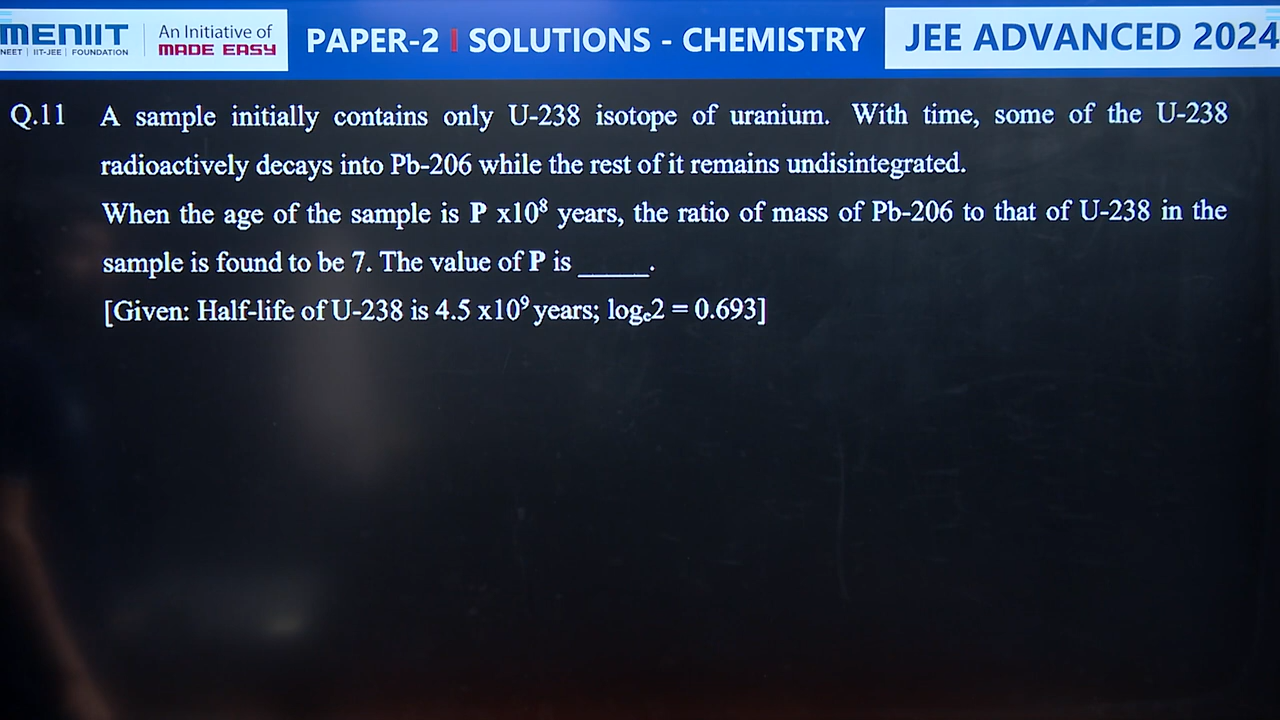 MENIIT
NEET | IIT-JEE | FOUNDATION
An Initiative of
MADE EASY
PAPER-2 | SOLUTIONS - CHEMISTRY
JEE ADVANCED 2024
Q.11 A sample initially contains only U-238 isotope of uranium. With time, some of the U-238
radioactively decays into Pb-206 while the rest of it remains undisintegrated.
When the age of the sample is P x10⁸ years, the ratio of mass of Pb-206 to that of U-238 in the
sample is found to be 7. The value of P is _____.
[Given: Half-life of U-238 is 4.5 x10⁹ years; logₑ2 = 0.693]